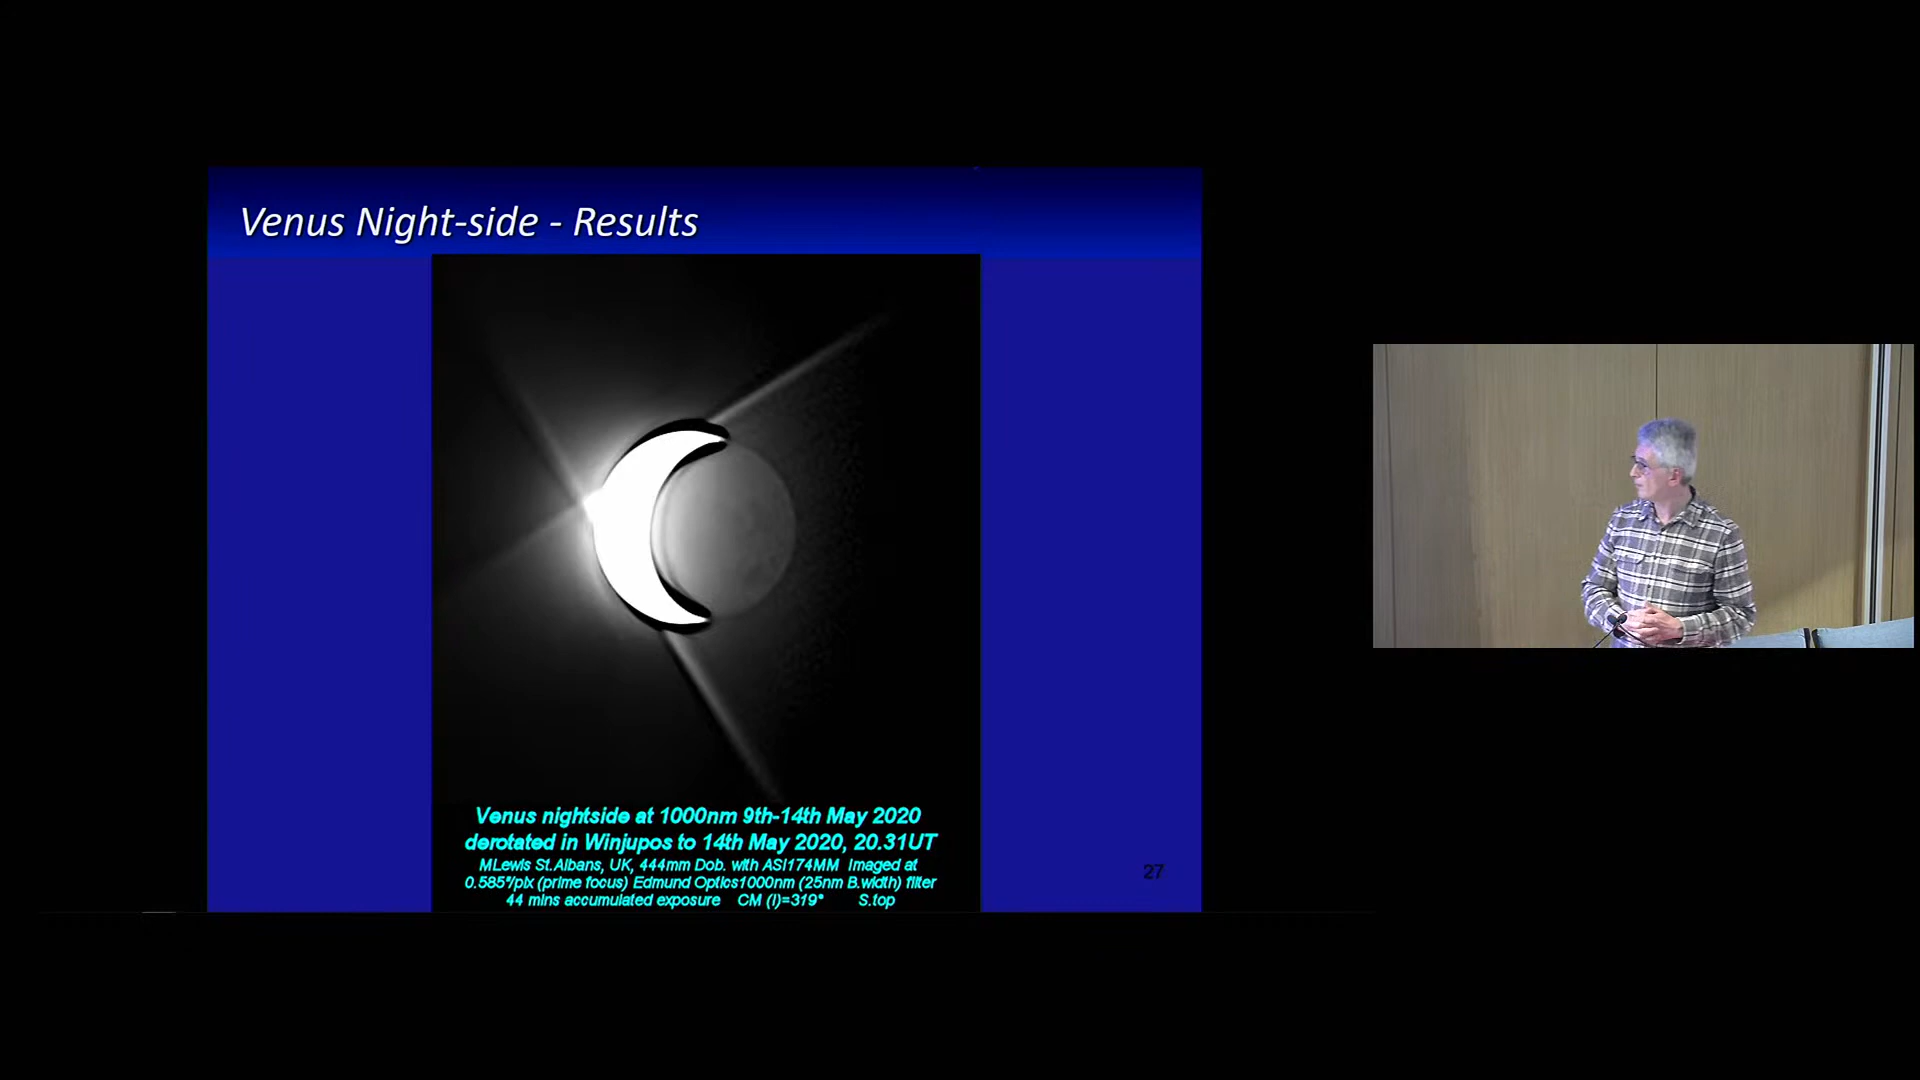 Venus Night-side - Results
Venus nightside at 1000nm 9th-14th May 2020
derotated in Winjupos to 14th May 2020, 20.31UT
MLewis St.Albans, UK, 444mm Dob. with ASI174MM Imaged at
0.585"/pix (prime focus) Edmund Optics1000nm (25nm B.width) filter
44 mins accumulated exposure CM (I)=319° S.top
27